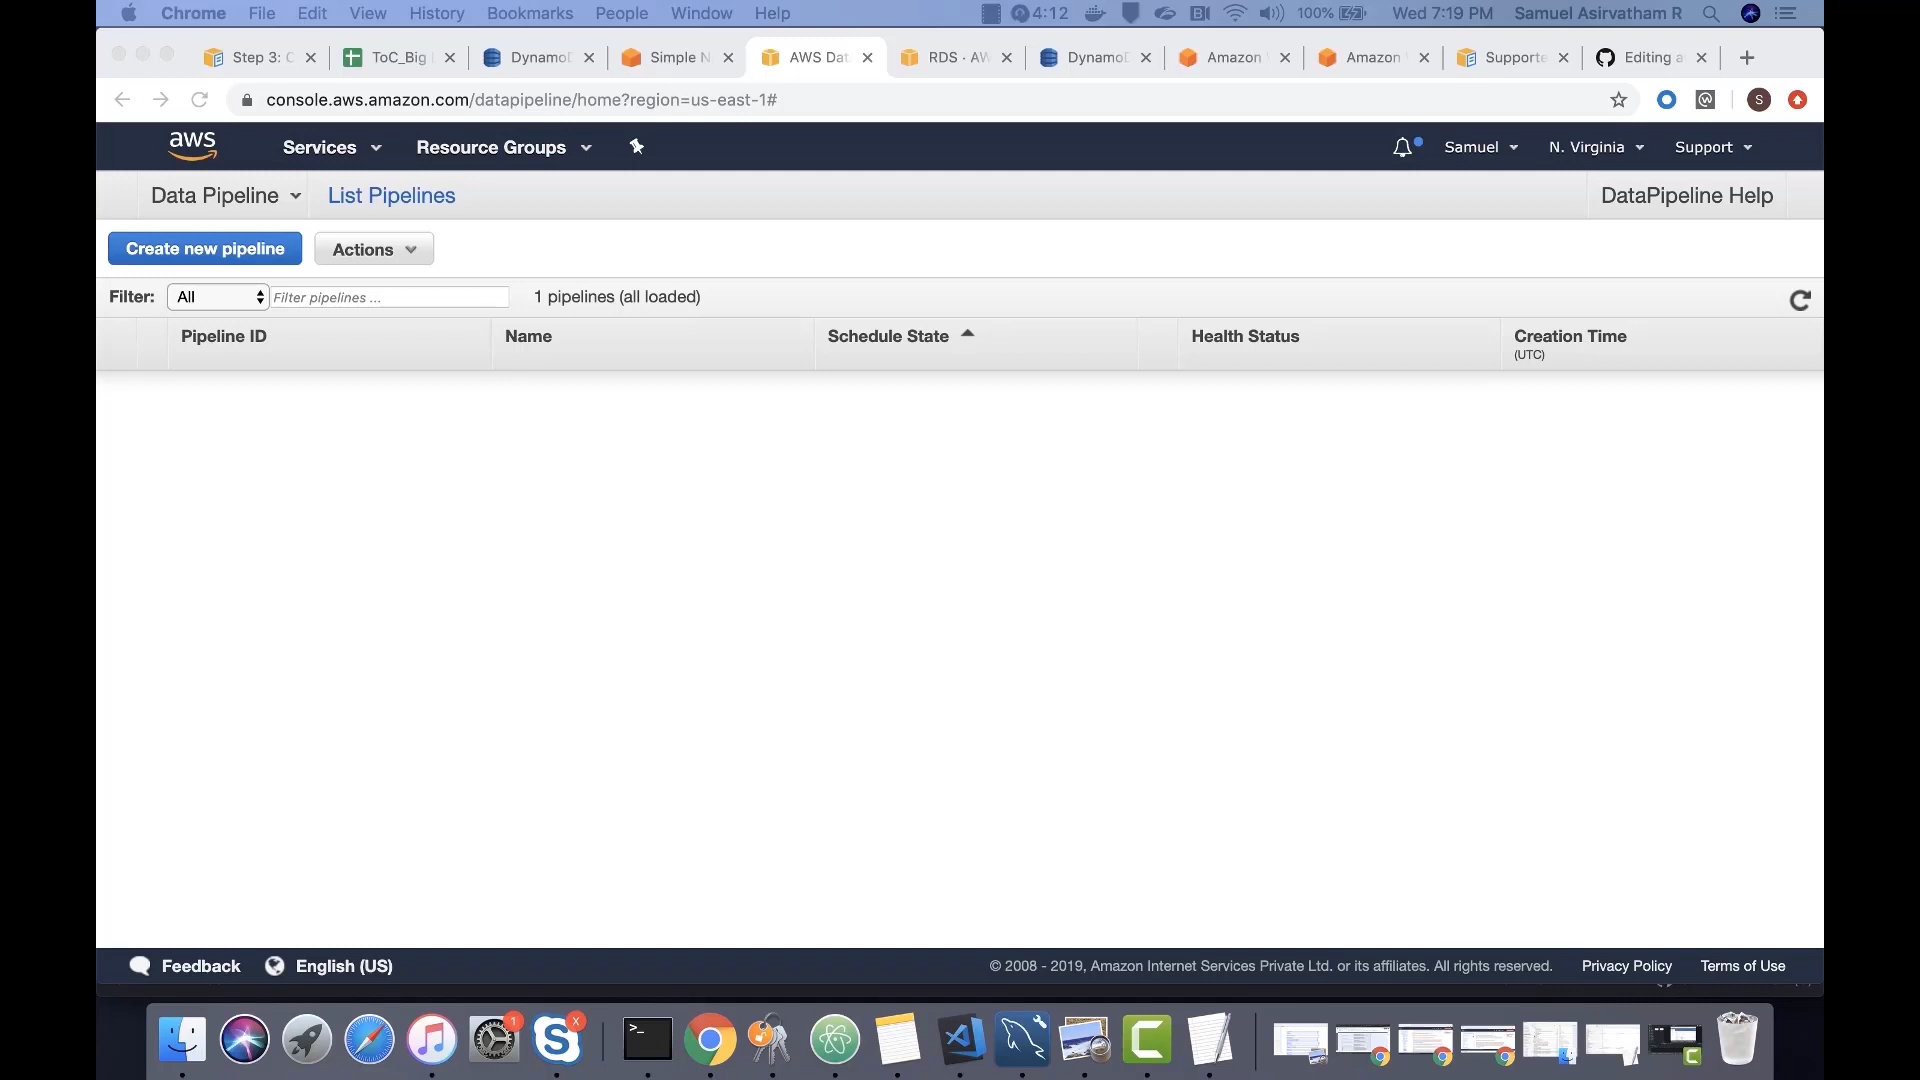 Chrome File Edit View History Bookmarks People Window Help 4:12 100% Wed 7:19 PM Samuel Asirvatham R
Step 3: C ToC_Big DynamoD Simple N AWS Dat RDS · AW DynamoD Amazon Amazon Supporte Editing a
console.aws.amazon.com/datapipeline/home?region=us-east-1# S
aws Services Resource Groups Samuel N. Virginia Support
Data Pipeline List Pipelines DataPipeline Help
Create new pipeline Actions
Filter: All Filter pipelines ... 1 pipelines (all loaded)
Pipeline ID Name Schedule State Health Status Creation Time
(UTC)
Feedback English (US) © 2008 - 2019, Amazon Internet Services Private Ltd. or its affiliates. All rights reserved. Privacy Policy Terms of Use
1 X